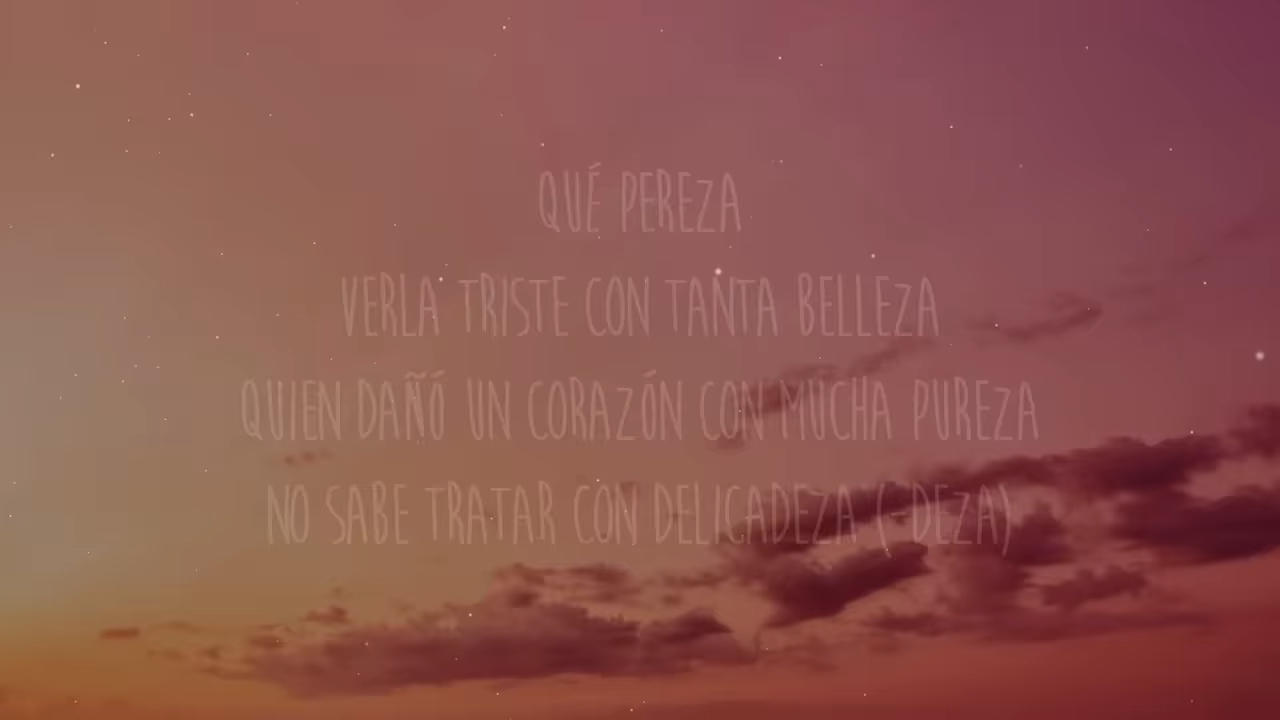 QUÉ PEREZA
VERLA TRISTE CON TANTA BELLEZA
QUIEN DAÑÓ UN CORAZÓN CON MUCHA PUREZA
NO SABE TRATAR CON DELICADEZA (-DEZA)